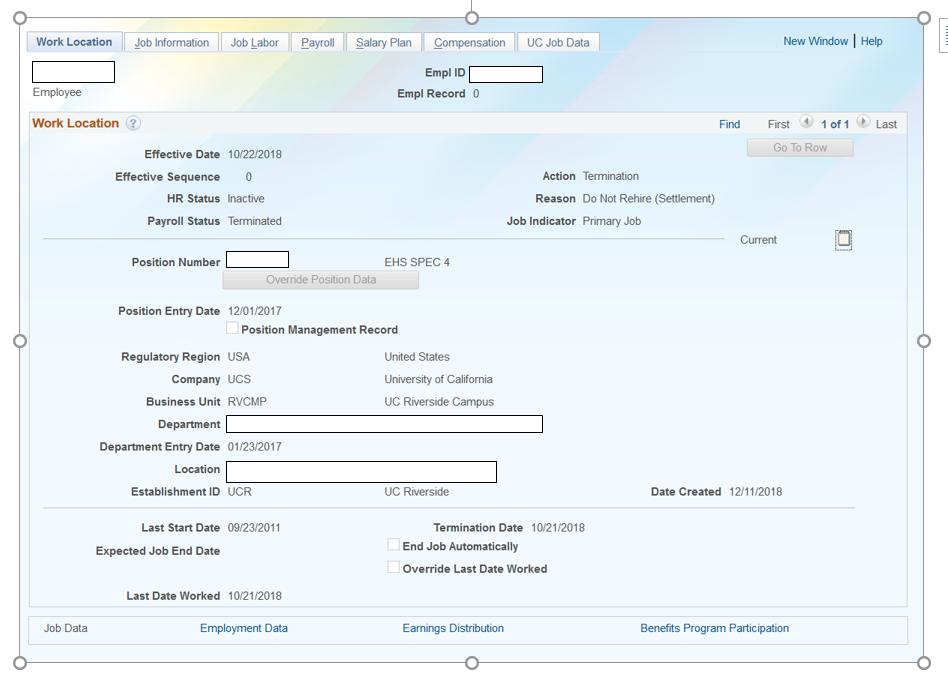 Work Location Job Information Job Labor Payroll Salary Plan Compensation UC Job Data New Window | Help
Empl ID
Employee
Empl Record 0
Work Location ? Find First 1 of 1 Last
Go To Row
Effective Date 10/22/2018
Effective Sequence 0 Action Termination
HR Status Inactive Reason Do Not Rehire (Settlement)
Payroll Status Terminated Job Indicator Primary Job
Current
Position Number EHS SPEC 4
Override Position Data
Position Entry Date 12/01/2017
Position Management Record
Regulatory Region USA United States
Company UCS University of California
Business Unit RVCMP UC Riverside Campus
Department
Department Entry Date 01/23/2017
Location
Establishment ID UCR UC Riverside Date Created 12/11/2018
Last Start Date 09/23/2011 Termination Date 10/21/2018
End Job Automatically
Expected Job End Date
Override Last Date Worked
Last Date Worked 10/21/2018
Job Data Employment Data Earnings Distribution Benefits Program Participation